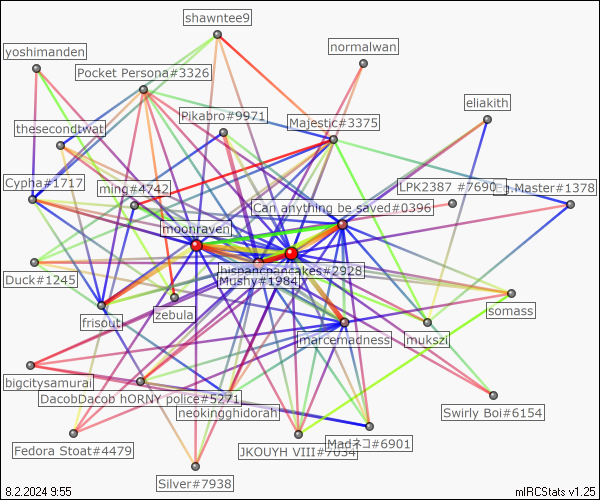 shawntee9
normalwan
yoshimanden
Pocket Persona#3326
eliakith
Pikabro#9971
Majestic#3375
thesecondtwat
Cypha#1717
ming#4742
LPK2387 #7690
Eg.Master#1378
Can anything be saved#0396
moonraven
hispancpancakes#2928
Duck#1245
Mushy#1984
zebula
somass
frisout
marcemadness
mukszi
bigcitysamurai
DacobDacob hORNY police#5271
neokingghidorah
Swirly Boi#6154
Fedora Stoat#4479
JKOUYH VIII#7034
Madネコ#6901
Silver#7938
8.2.2024 9:55
mIRCStats v1.25